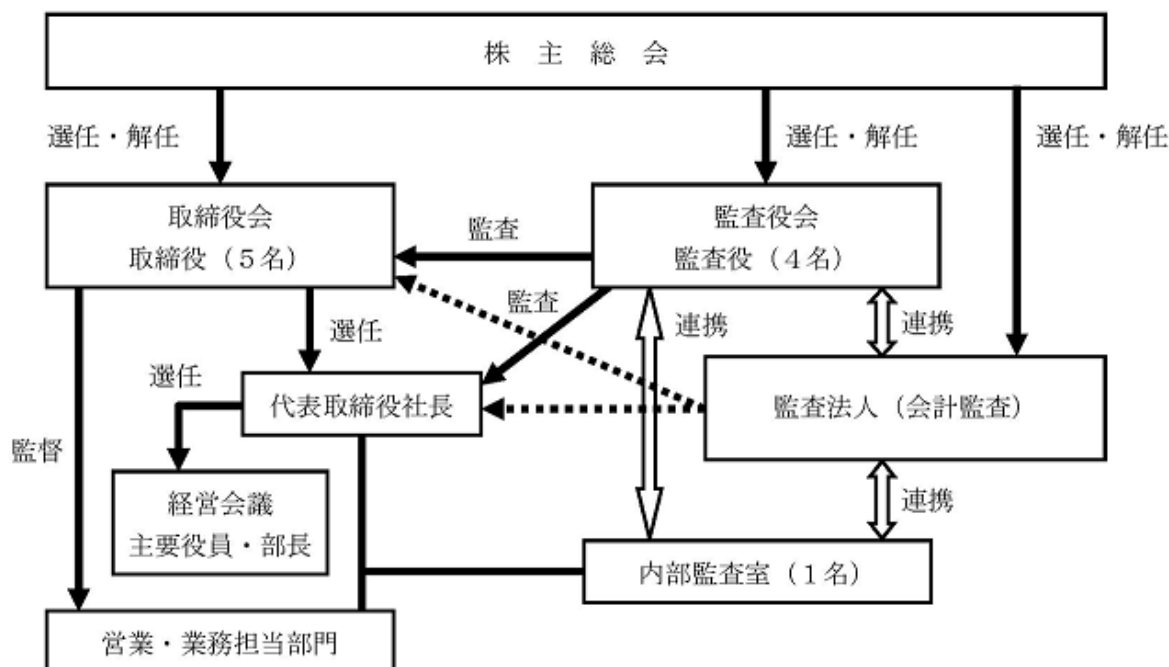 株主総会
選任・解任
選任・解任
選任・解任
取締役会
取締役（５名）
監査
監査役会
監査役（４名）
監査
連携
連携
選任
選任
代表取締役社長
監査法人（会計監査）
監督
経営会議
主要役員・部長
連携
内部監査室（１名）
営業・業務担当部門